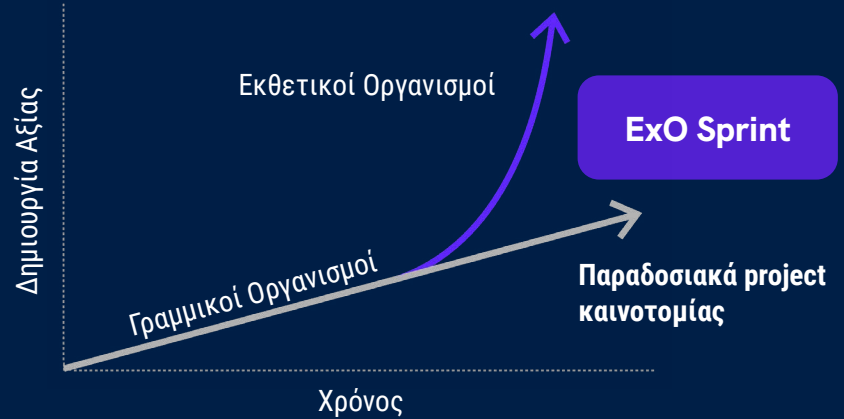 Εκθετικοί Οργανισμοί
ExO Sprint
Δημιουργία Αξίας
Γραμμικοί Οργανισμοί
Παραδοσιακά project
καινοτομίας
Χρόνος